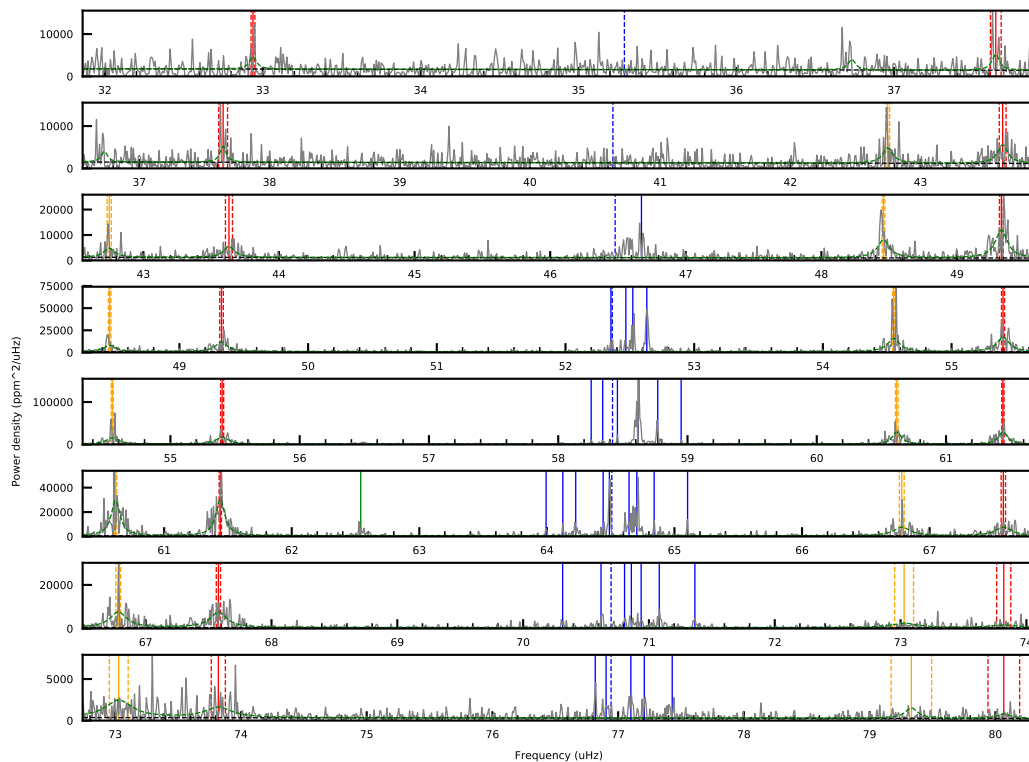 10000
0
32 33 34 35 36 37
10000
0
37 38 39 40 41 42 43
20000
10000
0
43 44 45 46 47 48 49
75000
50000
25000
0
49 50 51 52 53 54 55
100000
0
55 56 57 58 59 60 61
Power density (ppm^2/uHz)
40000
20000
0
61 62 63 64 65 66 67
20000
0
67 68 69 70 71 72 73 74
5000
0
73 74 75 76 77 78 79 80
Frequency (uHz)